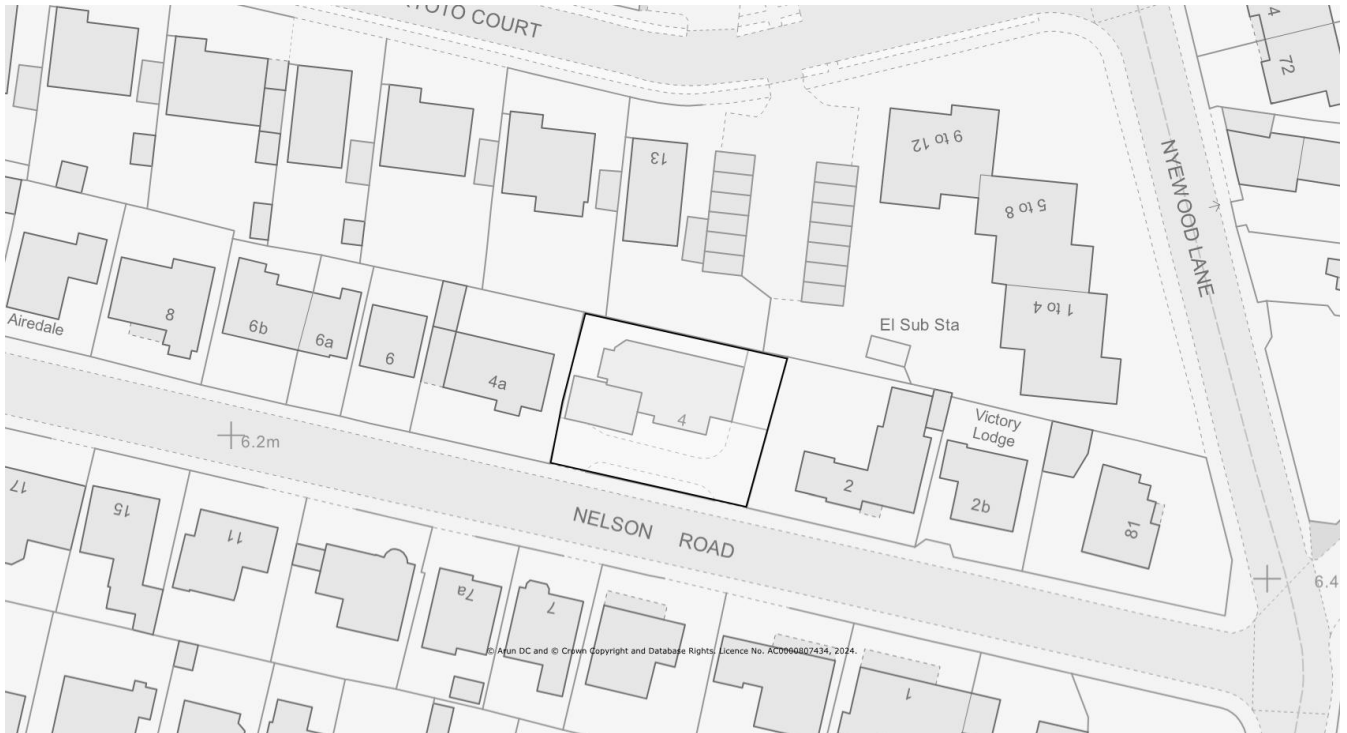 COURT
72
13
9 to 12
5 to 8
1 to 4
NYEWOOD LANE
El Sub Sta
Airedale
8
6b
6a
6
4a
4
2
Victory
Lodge
2b
81
6.2m
NELSON ROAD
17
15
11
7a
7
1
6.4
© Arun DC and © Crown Copyright and Database Rights, Licence No. AC0000807434, 2024.